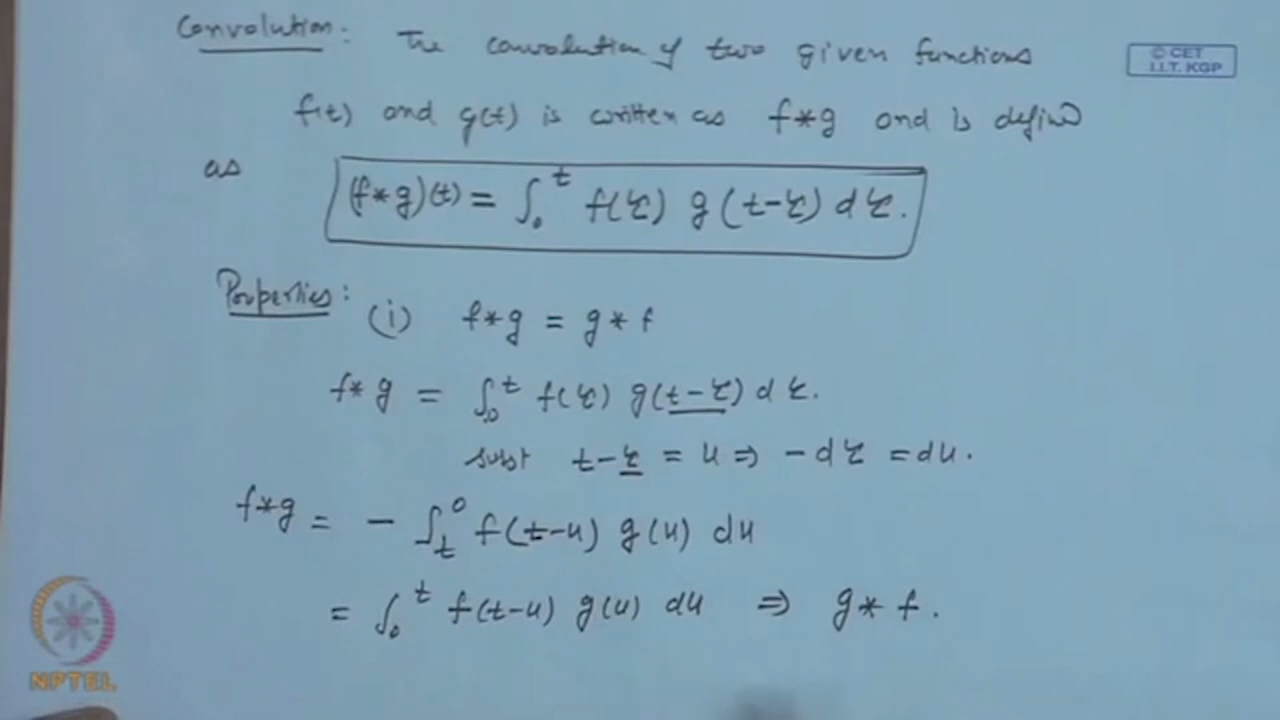 Convolution: The convolution of two given functions
© CET
I.I.T. KGP
f(t) and g(t) is written as f*g and is defined
as (f*g)(t) = ∫₀ᵗ f(τ) g(t-τ) dτ.
Properties: (i) f*g = g*f
f*g = ∫₀ᵗ f(τ) g(t-τ) dτ.
subst t-τ = u ⇒ -dτ = du.
f*g = - ∫ₜ⁰ f(t-u) g(u) du
= ∫₀ᵗ f(t-u) g(u) du ⇒ g*f.
NPTEL